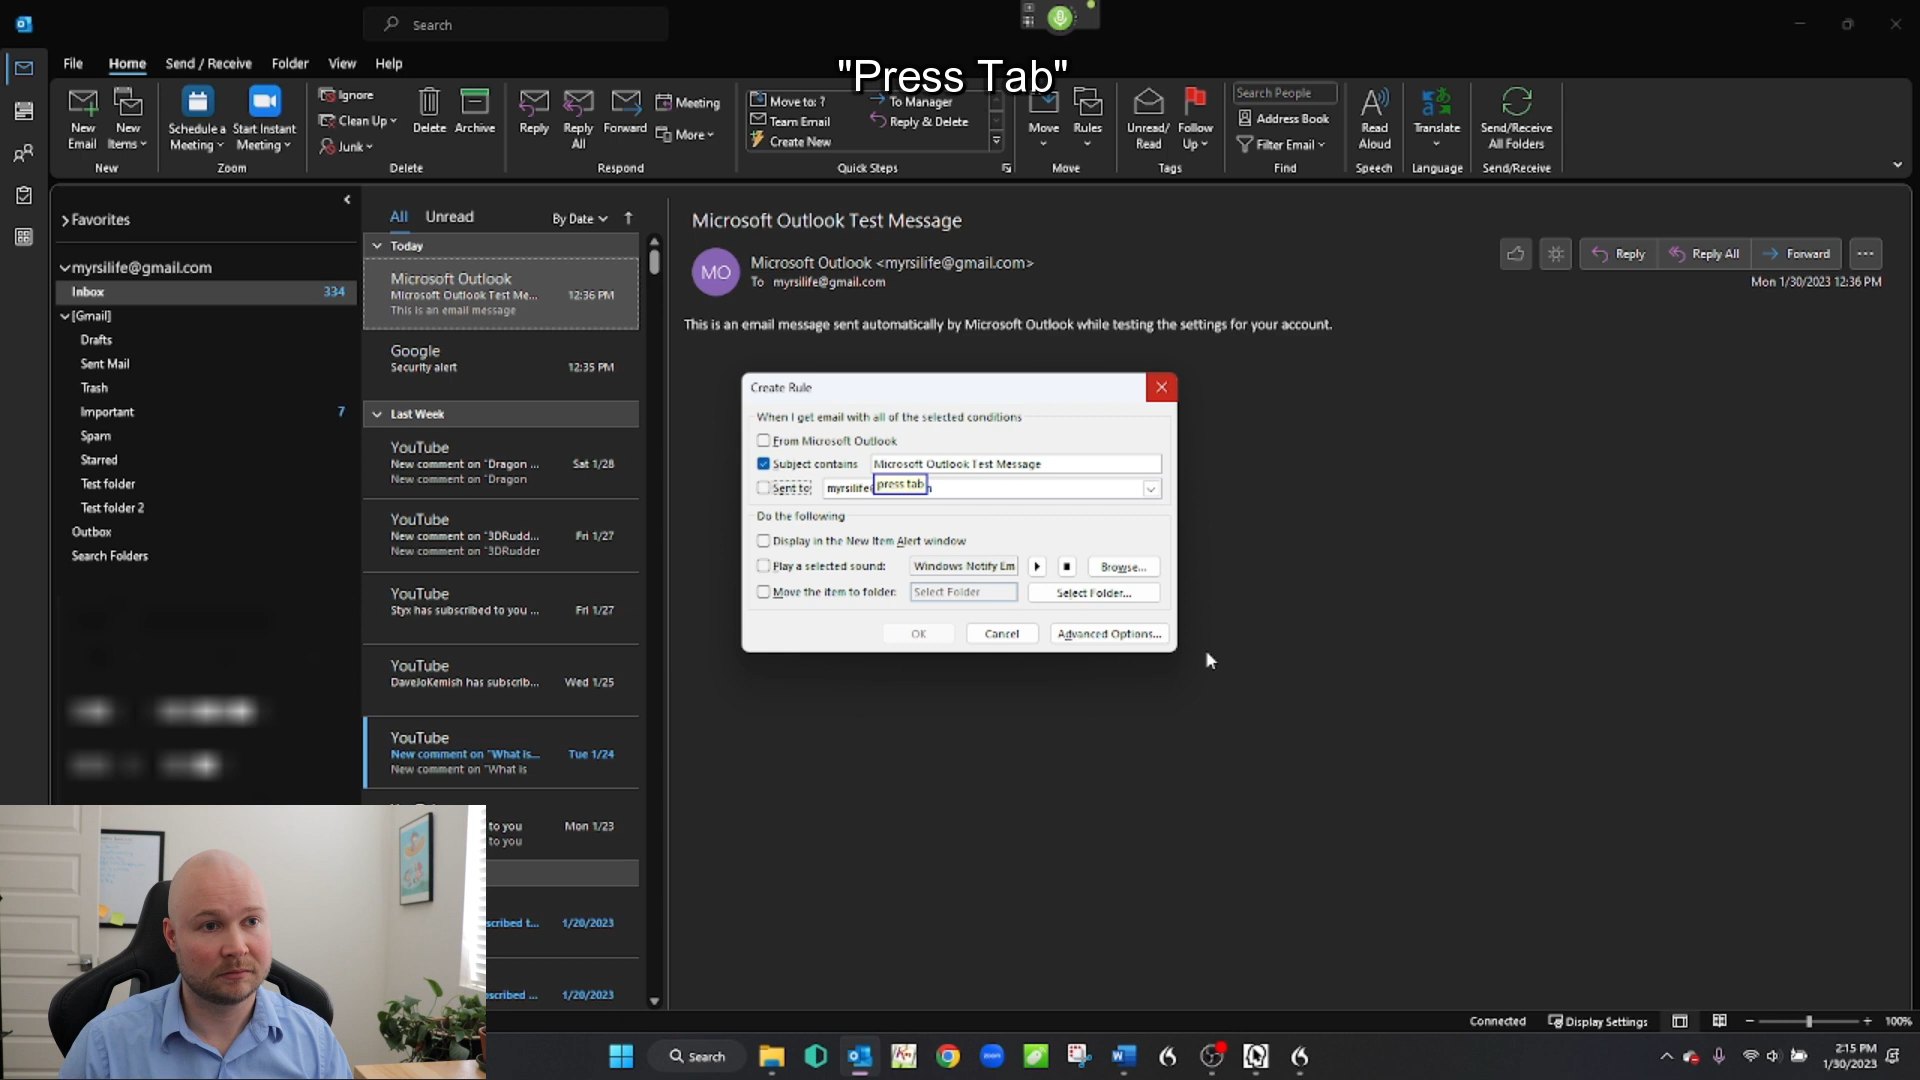 Search
"Press Tab"
File Home Send / Receive Folder View Help
New Email
New Items
New
Schedule a Meeting
Start Instant Meeting
Zoom
Ignore
Clean Up
Junk
Delete
Archive
Delete
Reply
Reply All
Forward
Meeting
More
Respond
Move to: ?
To Manager
Team Email
Reply & Delete
Create New
Quick Steps
Move
Rules
Move
Unread/ Read
Follow Up
Tags
Search People
Address Book
Filter Email
Find
Read Aloud
Speech
Translate
Language
Send/Receive All Folders
Send/Receive
Favorites
myrsilife@gmail.com
Inbox 334
[Gmail]
Drafts
Sent Mail
Trash
Important 7
Spam
Starred
Test folder
Test folder 2
Outbox
Search Folders
All Unread By Date
Today
Microsoft Outlook
Microsoft Outlook Test Me... 12:36 PM
This is an email message
Google
Security alert 12:35 PM
Last Week
YouTube
New comment on "Dragon ... Sat 1/28
New comment on "Dragon
YouTube
New comment on "3DRudd... Fri 1/27
New comment on "3DRudder
YouTube
Styx has subscribed to you ... Fri 1/27
YouTube
DaveJoKemish has subscrib... Wed 1/25
YouTube
New comment on "What is... Tue 1/24
New comment on "What is
to you Mon 1/23
to you
scribed t... 1/20/2023
scribed ... 1/20/2023
Microsoft Outlook Test Message
MO
Microsoft Outlook <myrsilife@gmail.com>
To myrsilife@gmail.com
Reply Reply All Forward
Mon 1/30/2023 12:36 PM
This is an email message sent automatically by Microsoft Outlook while testing the settings for your account.
Create Rule
When I get email with all of the selected conditions
From Microsoft Outlook
Subject contains Microsoft Outlook Test Message
press tab
Sent to myrsilife
Do the following
Display in the New Item Alert window
Play a selected sound: Windows Notify Em Browse...
Move the item to folder: Select Folder Select Folder...
OK Cancel Advanced Options...
Connected Display Settings 100%
Search
zoom
2:15 PM
1/30/2023